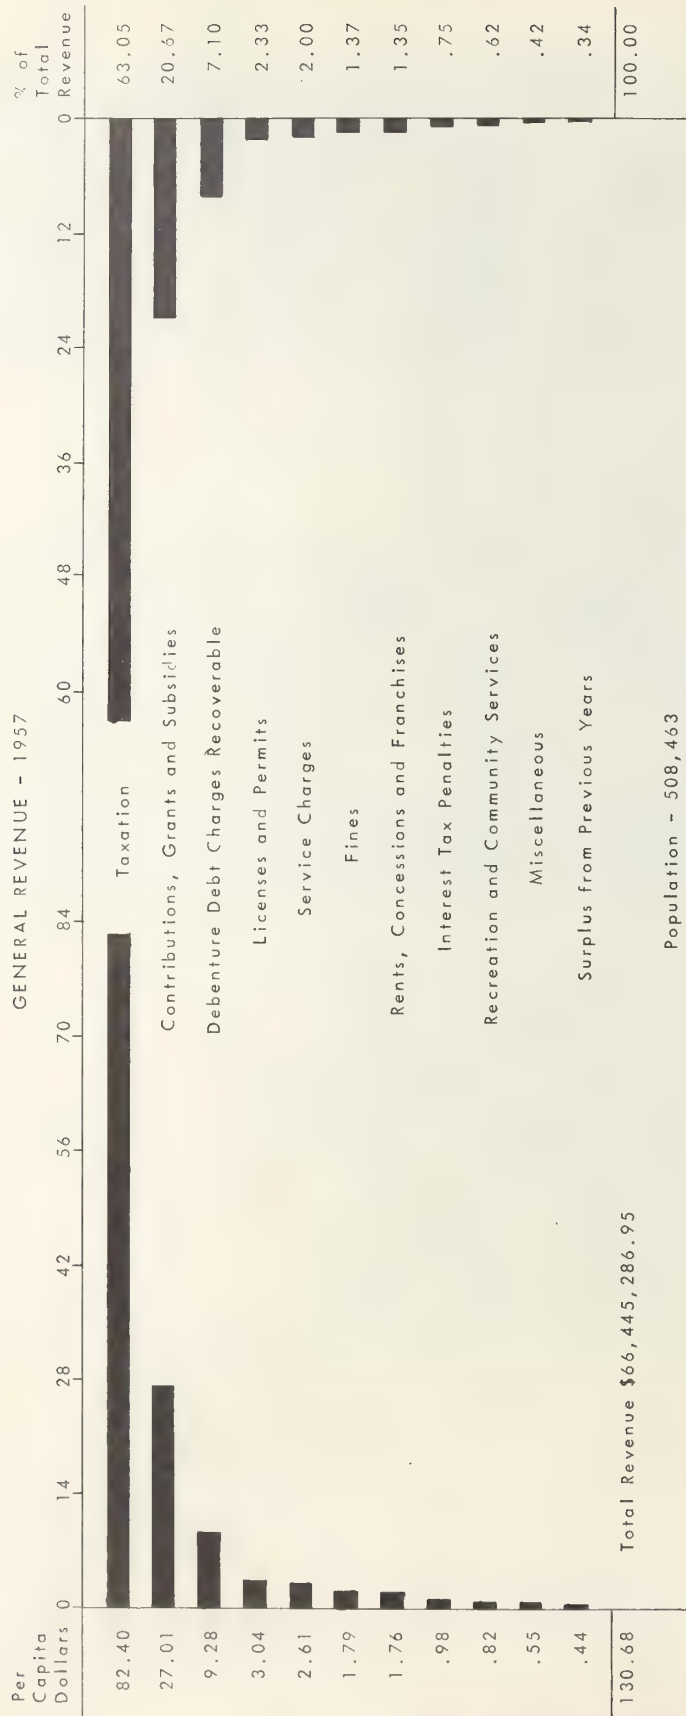 GENERAL REVENUE - 1957
Per
Capita
Dollars
0 14 28 42 56 70 84
60 48 36 24 12 0
% of
Total
Revenue
82.40 Taxation 63.05
27.01 Contributions, Grants and Subsidies 20.67
9.28 Debenture Debt Charges Recoverable 7.10
3.04 Licenses and Permits 2.33
2.61 Service Charges 2.00
1.79 Fines 1.37
1.76 Rents, Concessions and Franchises 1.35
.98 Interest Tax Penalties .75
.82 Recreation and Community Services .62
.55 Miscellaneous .42
.44 Surplus from Previous Years .34
130.68 Total Revenue $66,445,286.95 100.00
Population - 508,463